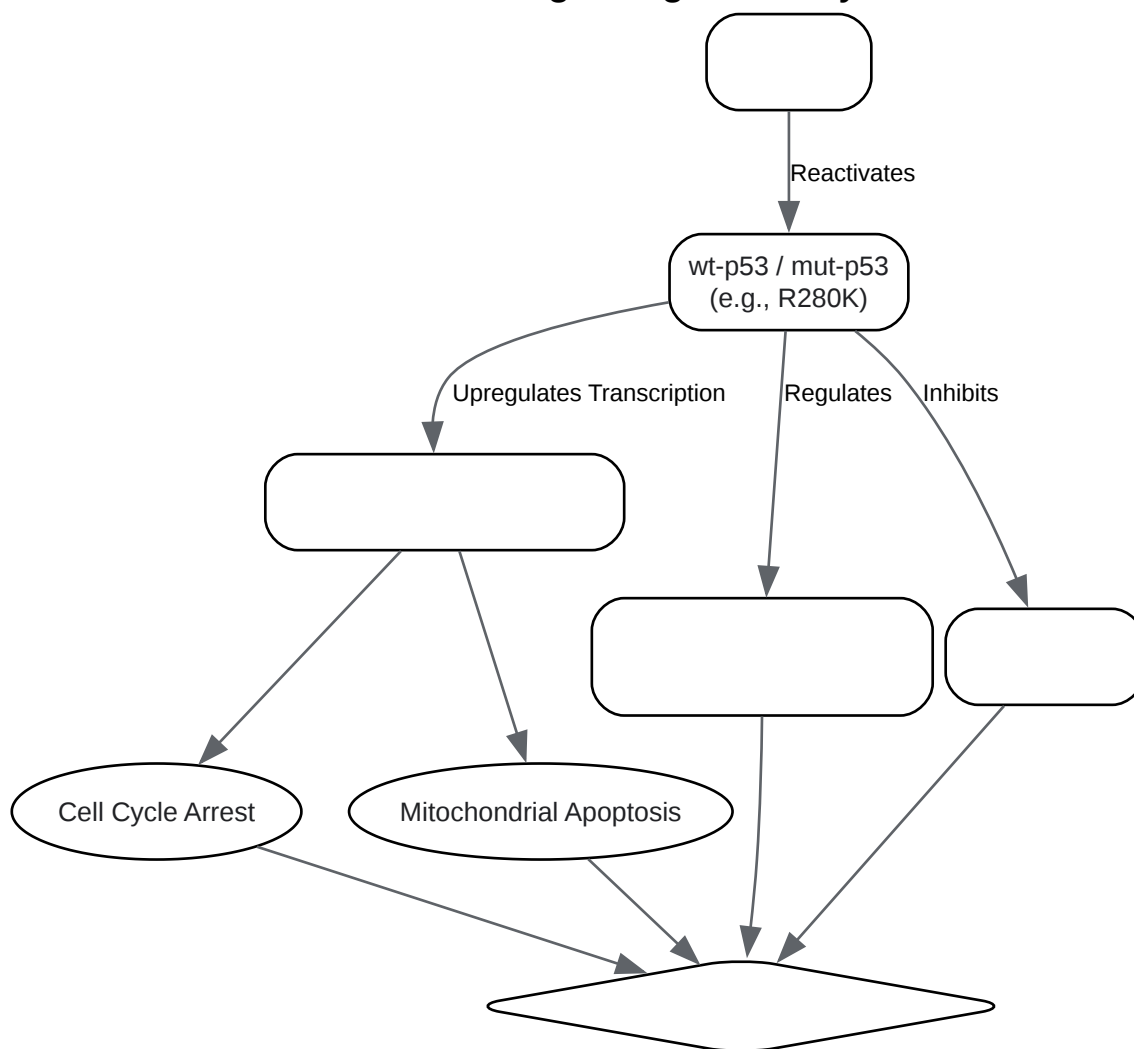 Reactivates
wt-p53 / mut-p53
(e.g., R280K)
Upregulates Transcription
Regulates
Inhibits
Cell Cycle Arrest
Mitochondrial Apoptosis